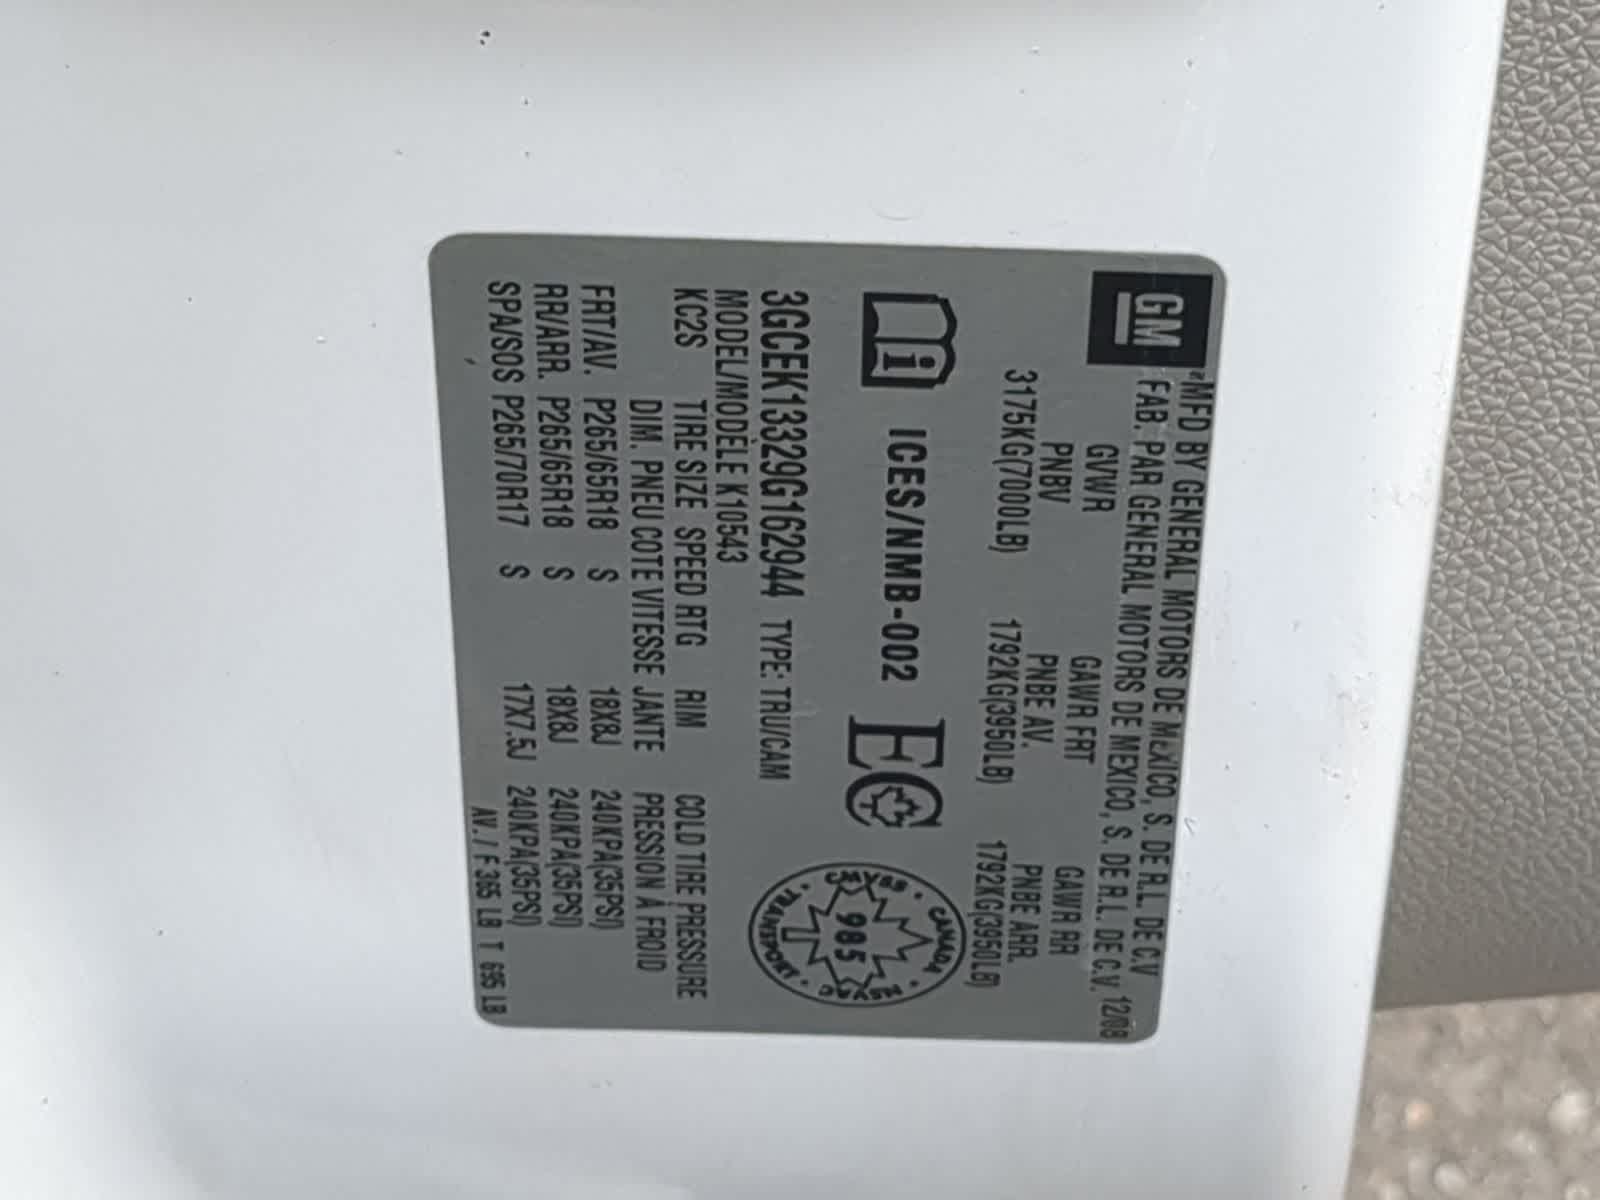 GM
MFD BY GENERAL MOTORS DE MEXICO, S. DE R.L. DE C.V
FAB. PAR GENERAL MOTORS DE MEXICO, S. DE R.L. DE C.V. 12/08
GVWR GAWR FRT GAWR RR
PNBV PNBE AV. PNBE ARR.
3175KG(7000LB) 1792KG(3950LB) 1792KG(3950LB)
i ICES/NMB-002 EC
CANADA · NSVAC · TRANSPORT · CMVSS ·
985
3GCEK13329G162944 TYPE: TRU/CAM
MODEL/MODÈLE K10543
KC2S TIRE SIZE SPEED RTG RIM COLD TIRE PRESSURE
DIM. PNEU COTE VITESSE JANTE PRESSION À FROID
FRT/AV. P265/65R18 S 18X8J 240KPA(35PSI)
RR/ARR. P265/65R18 S 18X8J 240KPA(35PSI)
SPA/SOS P265/70R17 S 17X7.5J 240KPA(35PSI)
AV. / F 365 LB T 695 LB